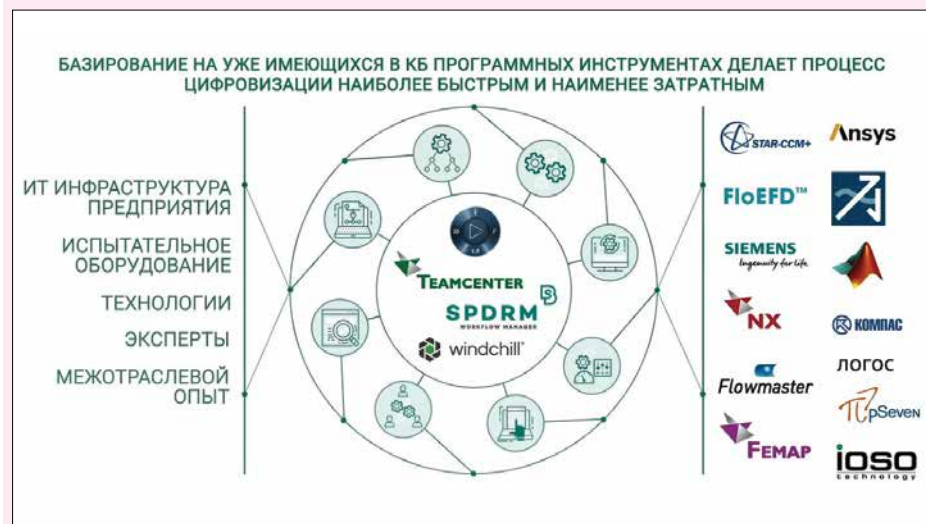 БАЗИРОВАНИЕ НА УЖЕ ИМЕЮЩИХСЯ В КБ ПРОГРАММНЫХ ИНСТРУМЕНТАХ ДЕЛАЕТ ПРОЦЕСС
ЦИФРОВИЗАЦИИ НАИБОЛЕЕ БЫСТРЫМ И НАИМЕНЕЕ ЗАТРАТНЫМ
ИТ ИНФРАСТРУКТУРА
ПРЕДПРИЯТИЯ
ИСПЫТАТЕЛЬНОЕ
ОБОРУДОВАНИЕ
ТЕХНОЛОГИИ
ЭКСПЕРТЫ
МЕЖОТРАСЛЕВОЙ
ОПЫТ
TEAMCENTER
SPDRM
WORKFLOW MANAGER
windchill®
STAR-CCM+
Ansys
FloEFD™
SIEMENS
Ingenuity for life
NX
КОМПАС
Flowmaster
ЛОГОС
pSeven
FEMAP
ioso
technology